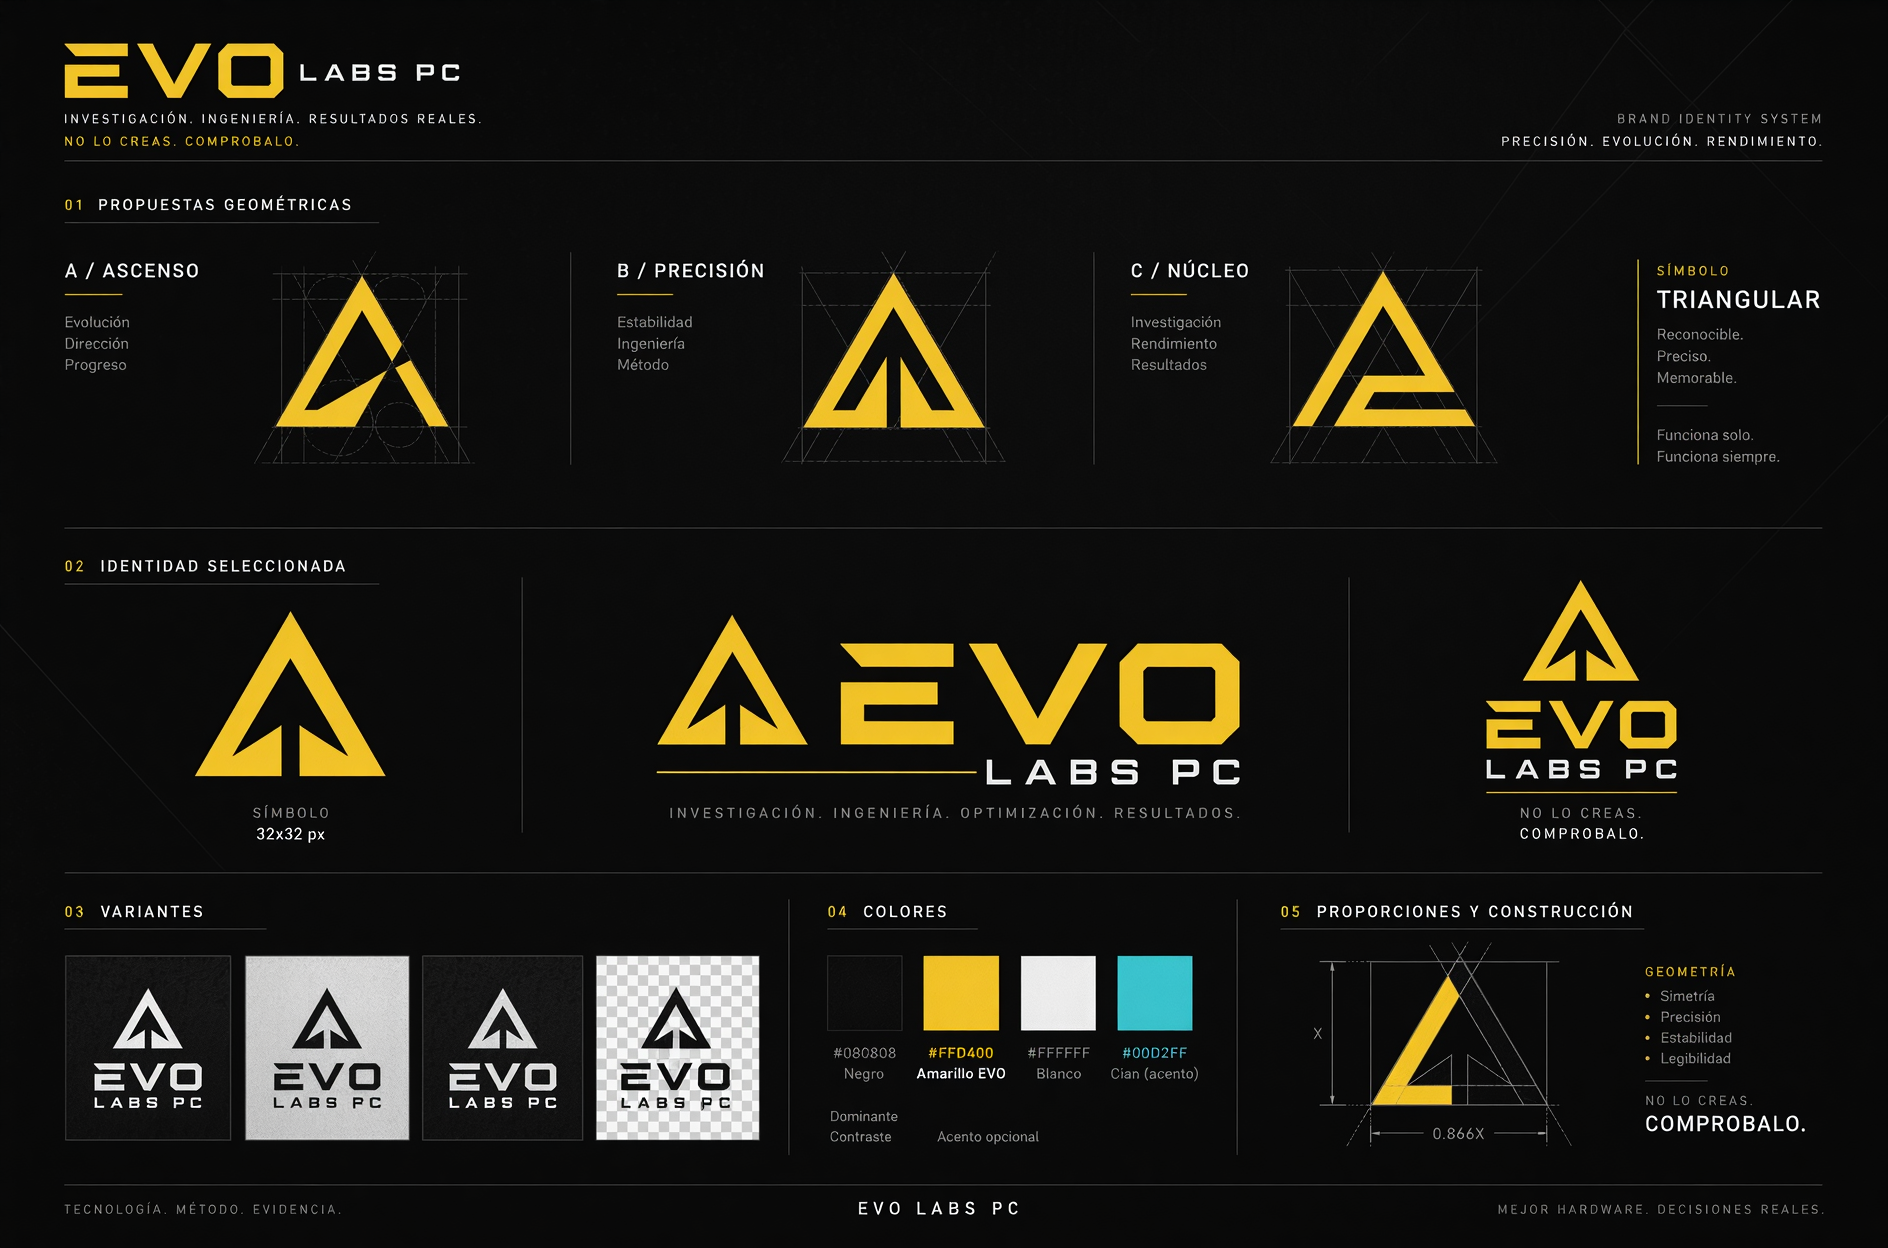 EVO LABS PC
INVESTIGACIÓN. INGENIERÍA. RESULTADOS REALES.
NO LO CREAS. COMPROBALO.
BRAND IDENTITY SYSTEM
PRECISIÓN. EVOLUCIÓN. RENDIMIENTO.
01 PROPUESTAS GEOMÉTRICAS
A / ASCENSO
Evolución
Dirección
Progreso
B / PRECISIÓN
Estabilidad
Ingeniería
Método
C / NÚCLEO
Investigación
Rendimiento
Resultados
SÍMBOLO
TRIANGULAR
Reconocible.
Preciso.
Memorable.
Funciona solo.
Funciona siempre.
02 IDENTIDAD SELECCIONADA
SÍMBOLO
32x32 px
EVO
LABS PC
INVESTIGACIÓN. INGENIERÍA. OPTIMIZACIÓN. RESULTADOS.
EVO
LABS PC
NO LO CREAS.
COMPROBALO.
03 VARIANTES
EVO
LABS PC
EVO
LABS PC
EVO
LABS PC
EVO
LABS PC
04 COLORES
#080808
Negro
#FFD400
Amarillo EVO
#FFFFFF
Blanco
#00D2FF
Cian (acento)
Dominante
Contraste
Acento opcional
05 PROPORCIONES Y CONSTRUCCIÓN
X
0.866X
GEOMETRÍA
• Simetría
• Precisión
• Estabilidad
• Legibilidad
NO LO CREAS.
COMPROBALO.
TECNOLOGÍA. MÉTODO. EVIDENCIA.
EVO LABS PC
MEJOR HARDWARE. DECISIONES REALES.